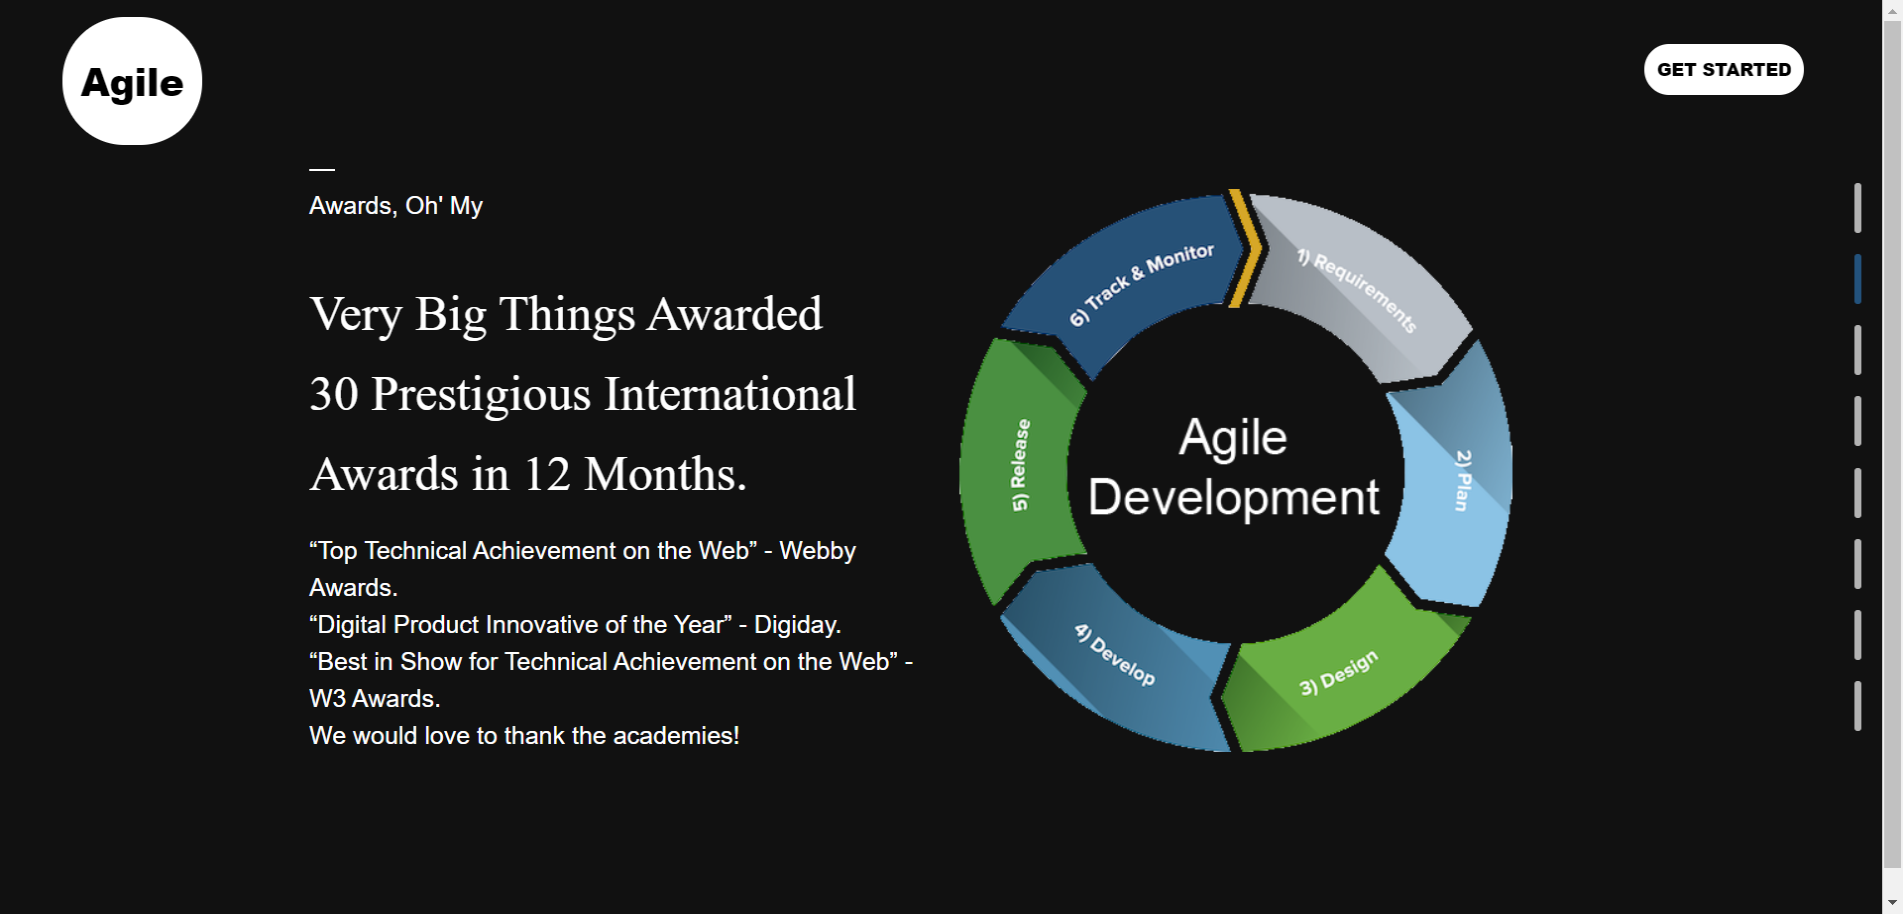 Agile
GET STARTED
Awards, Oh' My
Very Big Things Awarded
30 Prestigious International
Awards in 12 Months.
“Top Technical Achievement on the Web” - Webby
Awards.
“Digital Product Innovative of the Year” - Digiday.
“Best in Show for Technical Achievement on the Web” -
W3 Awards.
We would love to thank the academies!
Agile
Development
1) Requirements
2) Plan
3) Design
4) Develop
5) Release
6) Track & Monitor